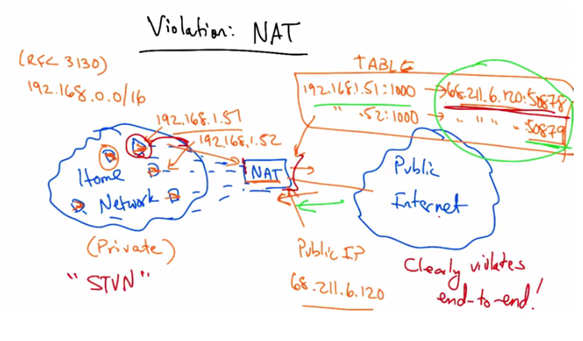 Violation: NAT
(RFC 3130)
192.168.0.0/16
TABLE
192.168.1.51:1000 → 68.211.6.120:50878
" .52:1000 → " " " . 50879
192.168.1.51
192.168.1.52
Home
Network
NAT
Public
Internet
(Private)
"STUN"
Public IP
68.211.6.120
Clearly violates
end-to-end!